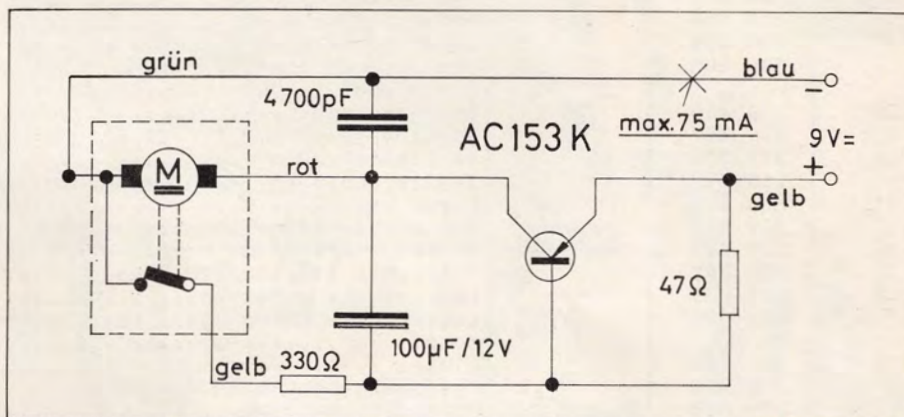 grün
blau
−
4700pF
max.75 mA
AC153K
9V=
+
M
rot
gelb
47Ω
100µF/12V
gelb
330Ω